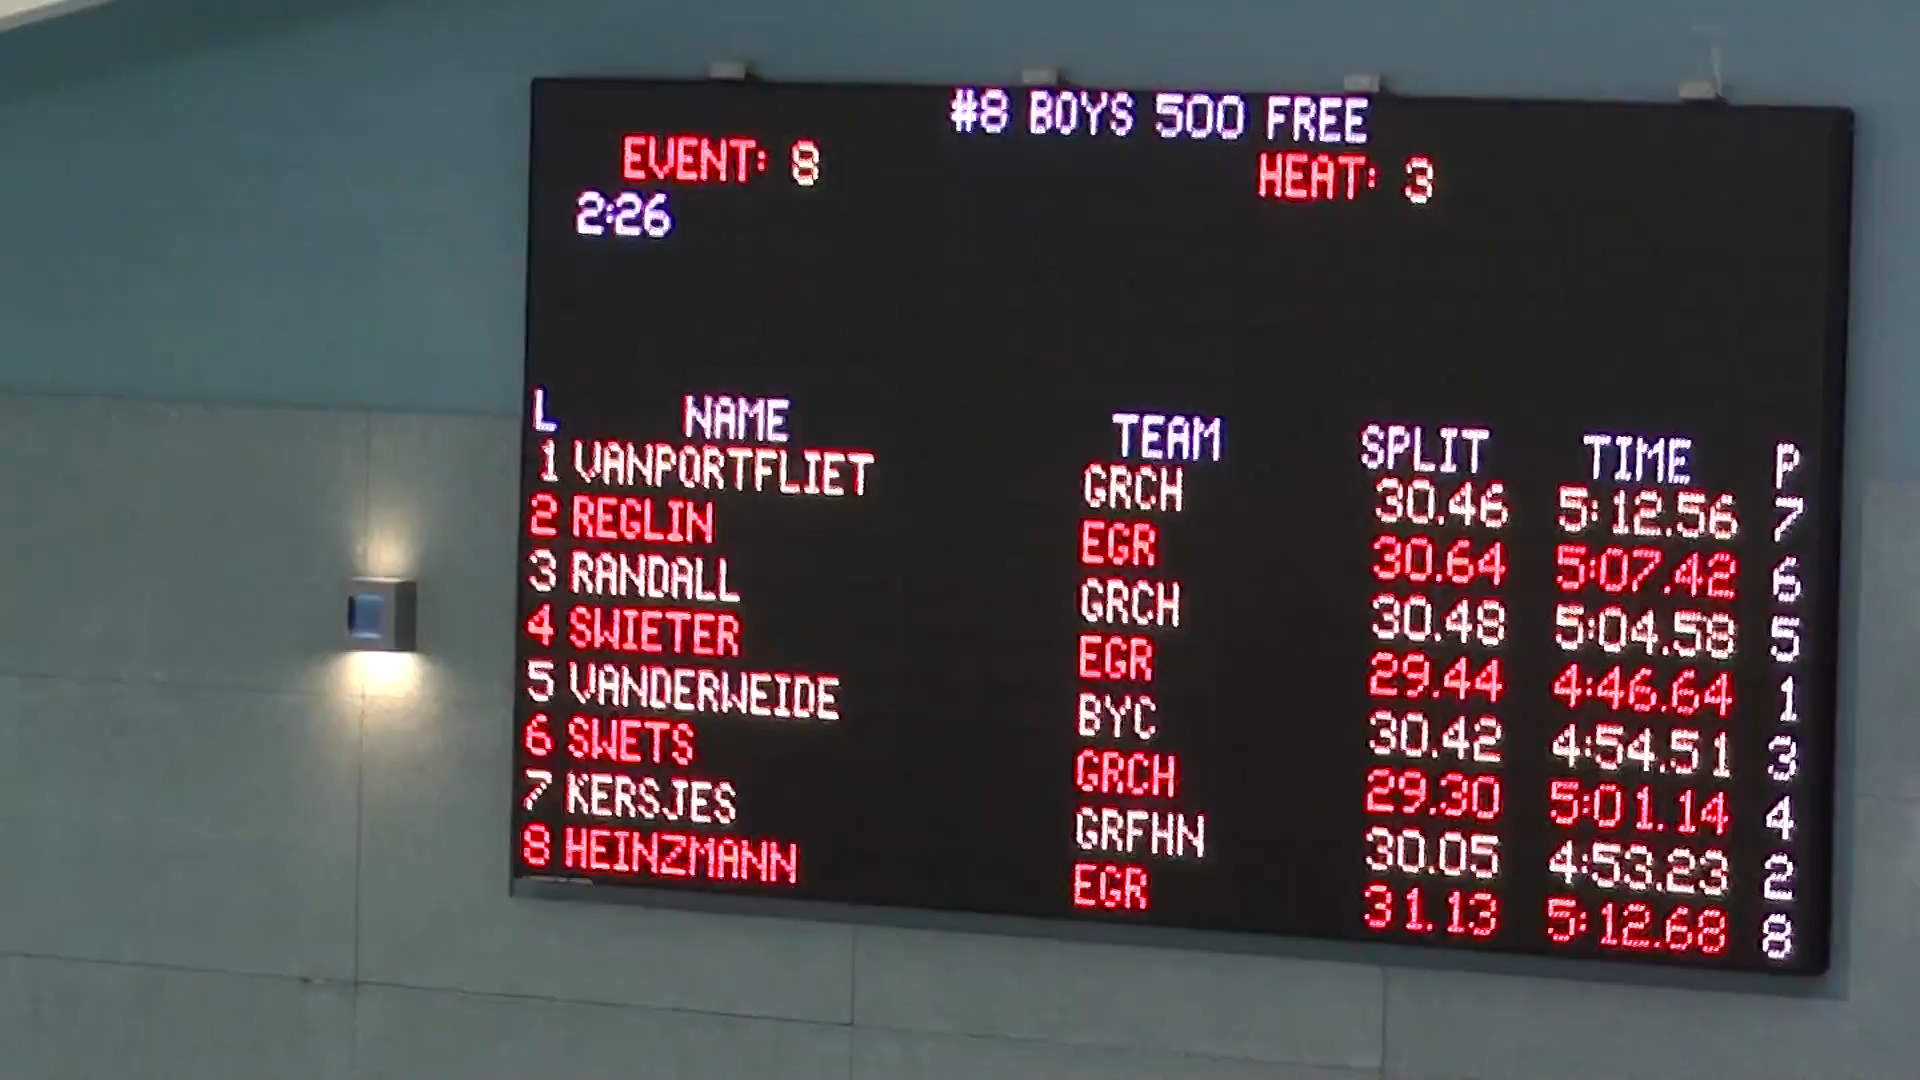 #8 BOYS 500 FREE
EVENT: 8 HEAT: 3
2:26
L NAME TEAM SPLIT TIME P
1 VANPORTFLIET GRCH 30.46 5:12.56 7
2 REGLIN EGR 30.64 5:07.42 6
3 RANDALL GRCH 30.48 5:04.58 5
4 SWIETER EGR 29.44 4:46.64 1
5 VANDERWEIDE BYC 30.42 4:54.51 3
6 SWETS GRCH 29.30 5:01.14 4
7 KERSJES GRFHN 30.05 4:53.23 2
8 HEINZMANN EGR 31.13 5:12.68 8